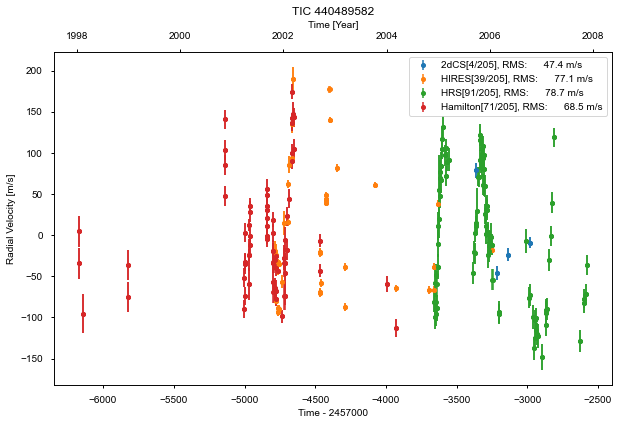 TIC 440489582
Time [Year]
1998 2000 2002 2004 2006 2008
2dCS[4/205], RMS: 47.4 m/s
HIRES[39/205], RMS: 77.1 m/s
HRS[91/205], RMS: 78.7 m/s
Hamilton[71/205], RMS: 68.5 m/s
Radial Velocity [m/s]
200
150
100
50
0
−50
−100
−150
−6000 −5500 −5000 −4500 −4000 −3500 −3000 −2500
Time - 2457000